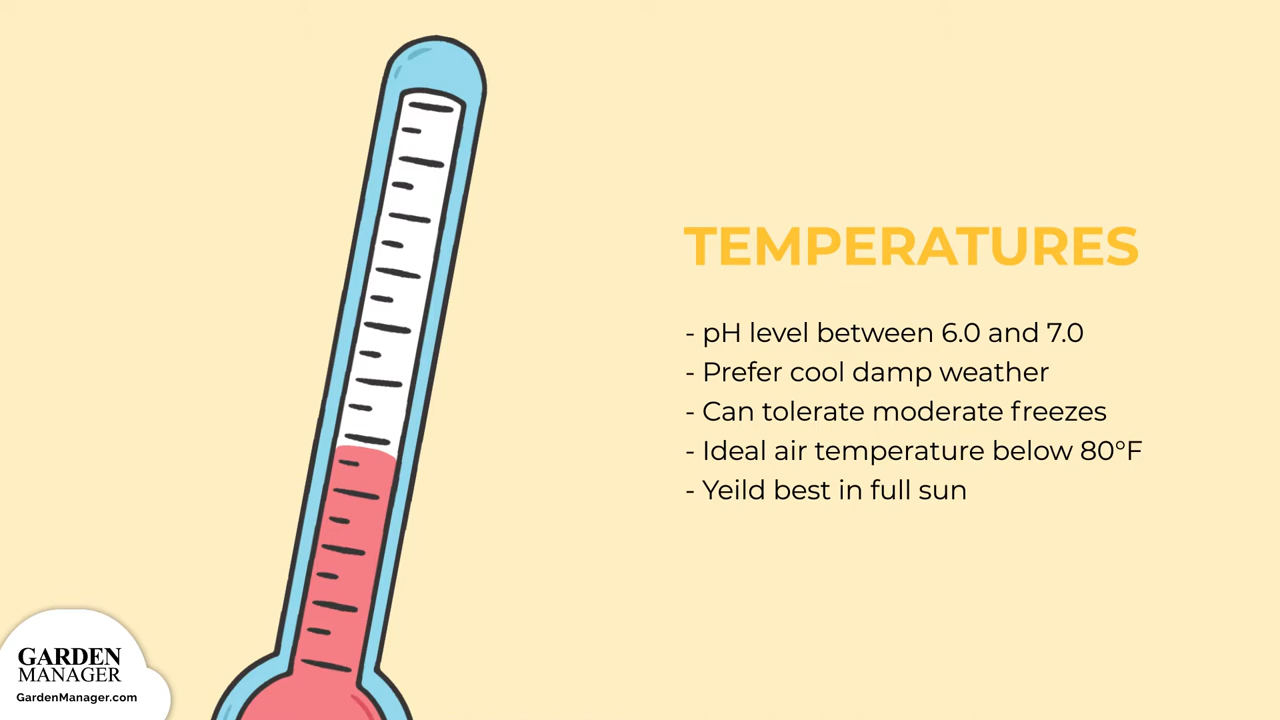 TEMPERATURES
- pH level between 6.0 and 7.0
- Prefer cool damp weather
- Can tolerate moderate freezes
- Ideal air temperature below 80°F
- Yeild best in full sun
GARDEN
MANAGER
GardenManager.com